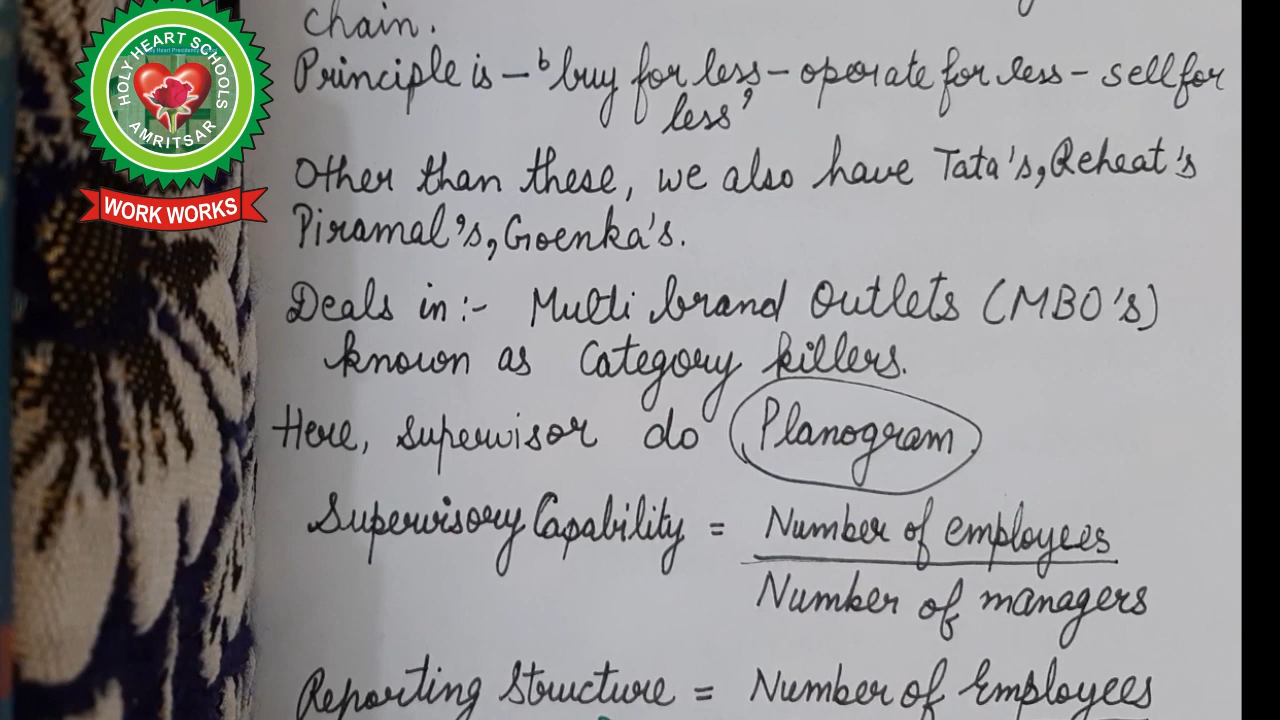 HOLY HEART SCHOOLS
AMRITSAR
WORK WORKS
chain.
Principle is – 'buy for less – operate for less – sell for
less'
Other than these, we also have Tata's, Reheat's
Piramal's, Goenka's.
Deals in:- Multi brand Outlets (MBO's)
known as Category killers.
Here, supervisor do Planogram
Supervisory Capability = Number of employees
Number of managers
Reporting Structure = Number of Employees